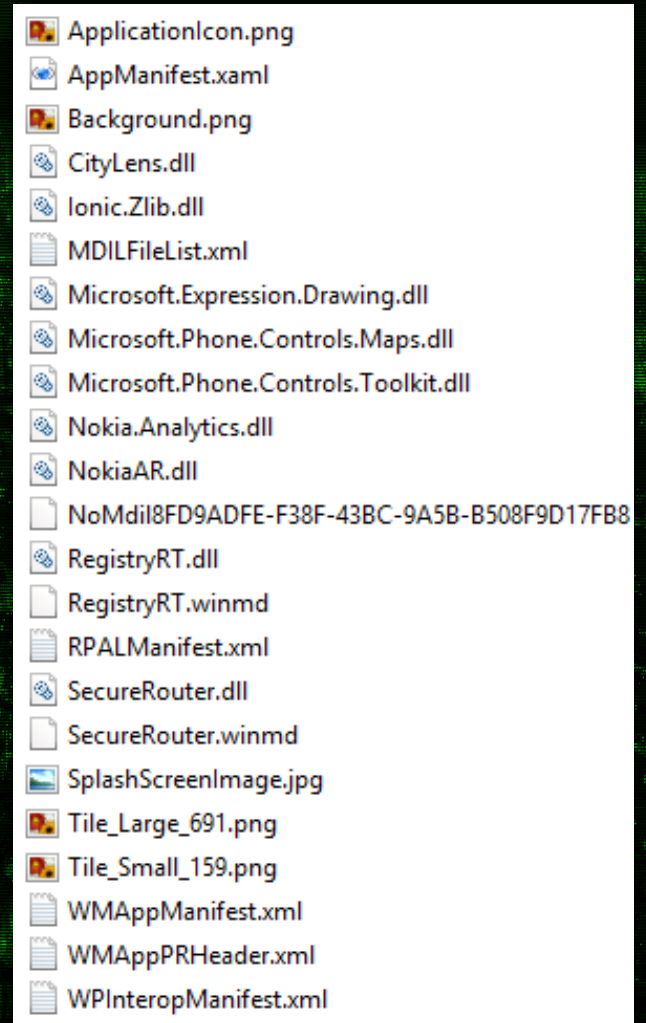 ApplicationIcon.png
AppManifest.xaml
Background.png
CityLens.dll
Ionic.Zlib.dll
MDILFileList.xml
Microsoft.Expression.Drawing.dll
Microsoft.Phone.Controls.Maps.dll
Microsoft.Phone.Controls.Toolkit.dll
Nokia.Analytics.dll
NokiaAR.dll
NoMdil8FD9ADFE-F38F-43BC-9A5B-B508F9D17FB8
RegistryRT.dll
RegistryRT.winmd
RPALManifest.xml
SecureRouter.dll
SecureRouter.winmd
SplashScreenImage.jpg
Tile_Large_691.png
Tile_Small_159.png
WMAppManifest.xml
WMAppPRHeader.xml
WPInteropManifest.xml